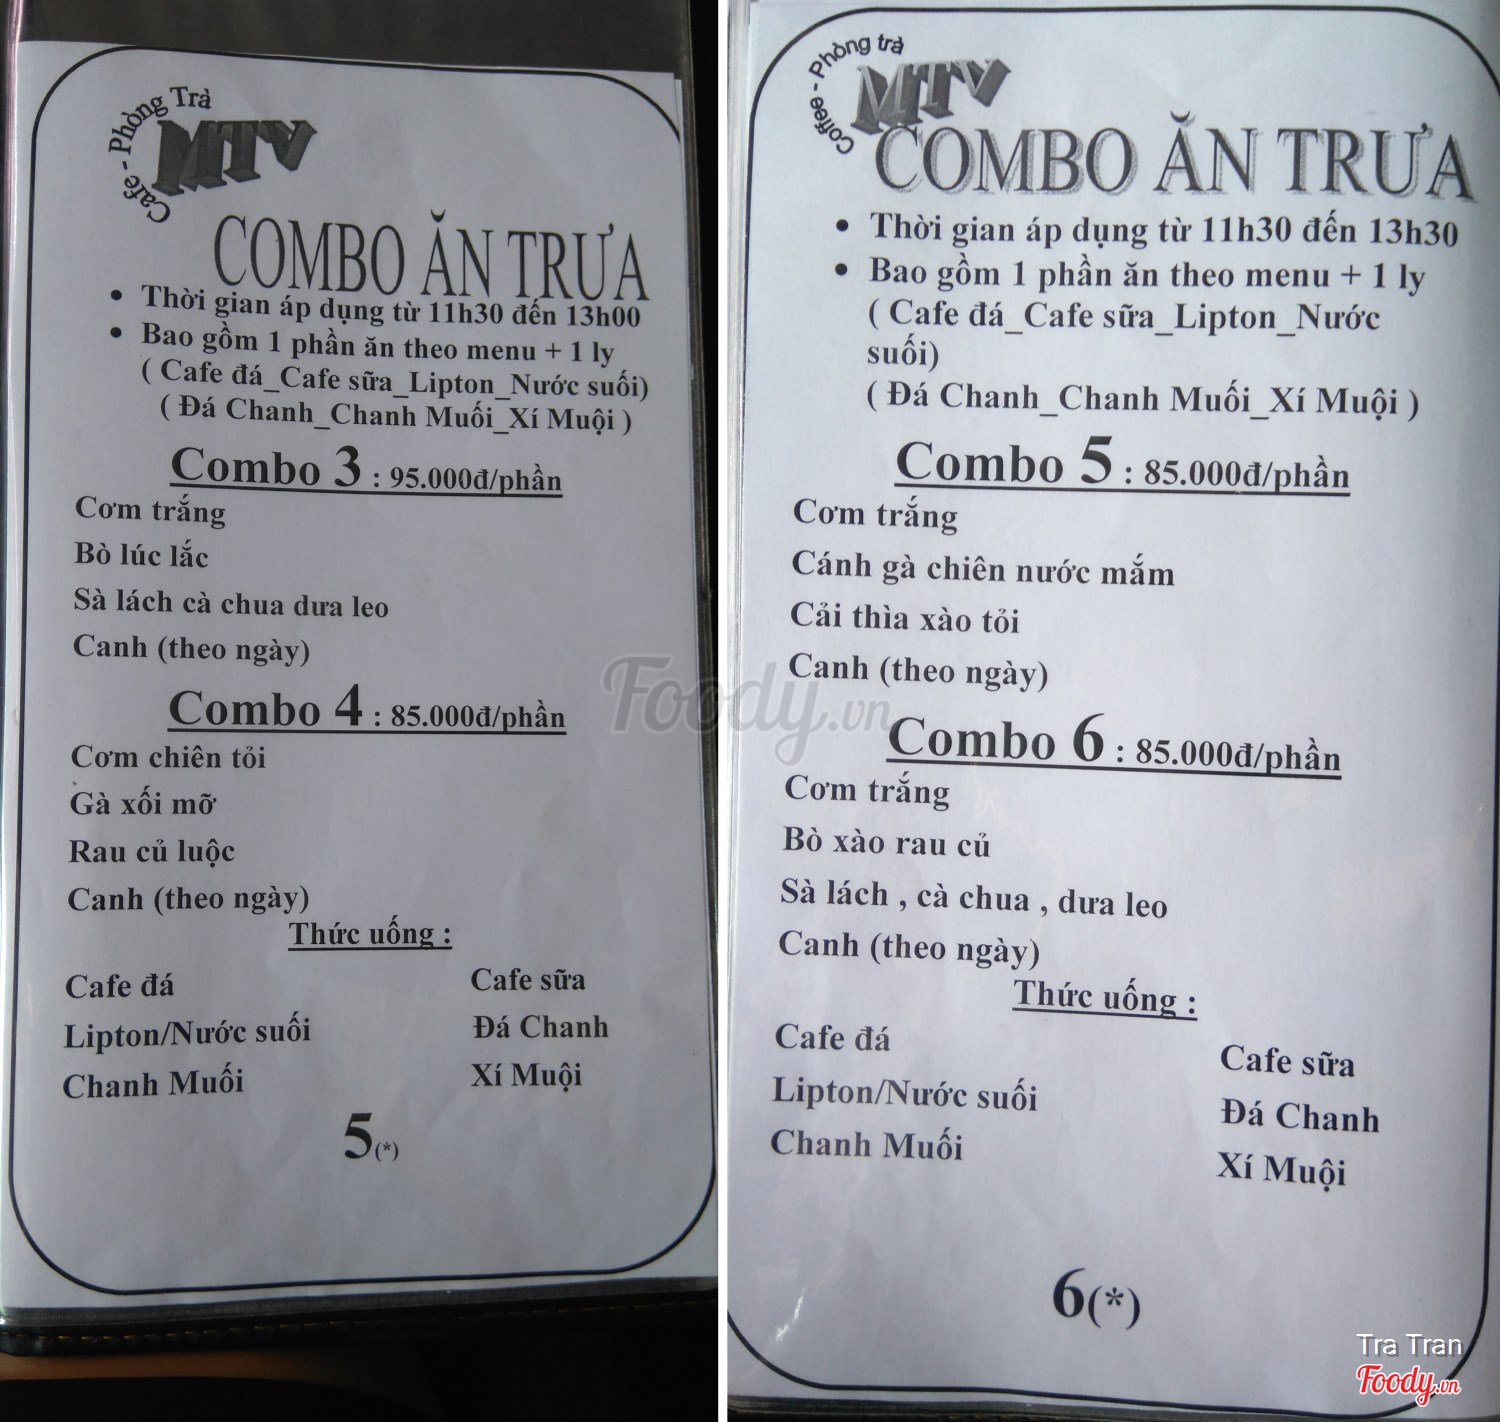 Cafe - Phòng Trà
MTV
COMBO ĂN TRƯA
• Thời gian áp dụng từ 11h30 đến 13h00
• Bao gồm 1 phần ăn theo menu + 1 ly
( Cafe đá_Cafe sữa_Lipton_Nước suối)
( Đá Chanh_Chanh Muối_Xí Muội )
Combo 3 : 95.000đ/phần
Cơm trắng
Bò lúc lắc
Sà lách cà chua dưa leo
Canh (theo ngày)
Combo 4 : 85.000đ/phần
Cơm chiên tỏi
Gà xối mỡ
Rau củ luộc
Canh (theo ngày)
Thức uống :
Cafe đá
Cafe sữa
Lipton/Nước suối
Đá Chanh
Chanh Muối
Xí Muội
5(*)
Coffee - Phòng trà
MTV
COMBO ĂN TRƯA
• Thời gian áp dụng từ 11h30 đến 13h30
• Bao gồm 1 phần ăn theo menu + 1 ly
( Cafe đá_Cafe sữa_Lipton_Nước
suối)
( Đá Chanh_Chanh Muối_Xí Muội )
Combo 5 : 85.000đ/phần
Cơm trắng
Cánh gà chiên nước mắm
Cải thìa xào tỏi
Canh (theo ngày)
Combo 6 : 85.000đ/phần
Cơm trắng
Bò xào rau củ
Sà lách , cà chua , dưa leo
Canh (theo ngày)
Thức uống :
Cafe đá
Cafe sữa
Lipton/Nước suối
Đá Chanh
Chanh Muối
Xí Muội
6(*)
Foody.vn
Tra Tran
Foody.vn